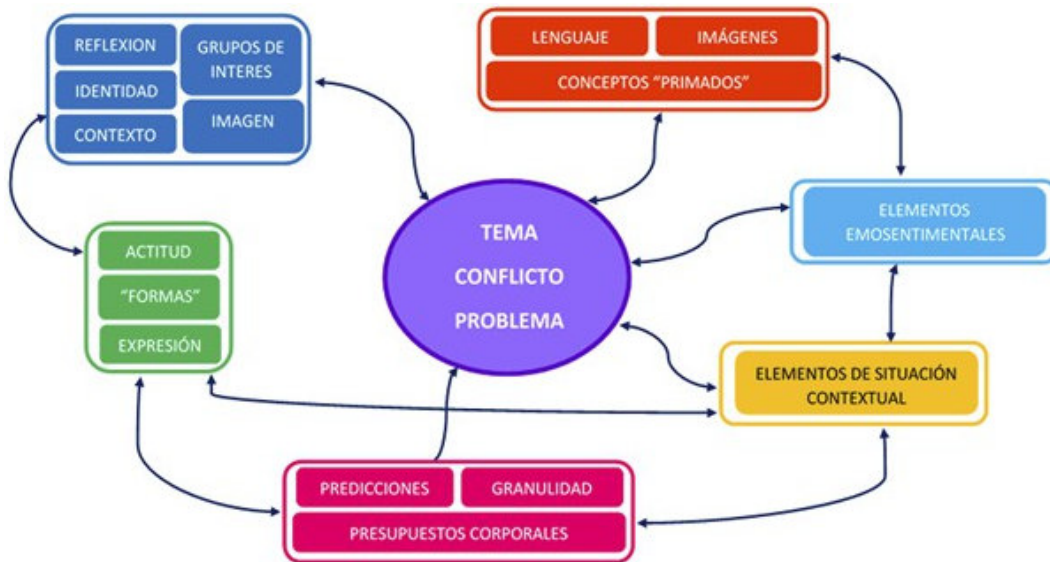 REFLEXION
IDENTIDAD
CONTEXTO
GRUPOS DE
INTERES
IMAGEN
LENGUAJE
IMÁGENES
CONCEPTOS “PRIMADOS”
TEMA
CONFLICTO
PROBLEMA
ELEMENTOS
EMOSENTIMENTALES
ACTITUD
“FORMAS”
EXPRESIÓN
ELEMENTOS DE SITUACIÓN
CONTEXTUAL
PREDICCIONES
GRANULIDAD
PRESUPUESTOS CORPORALES